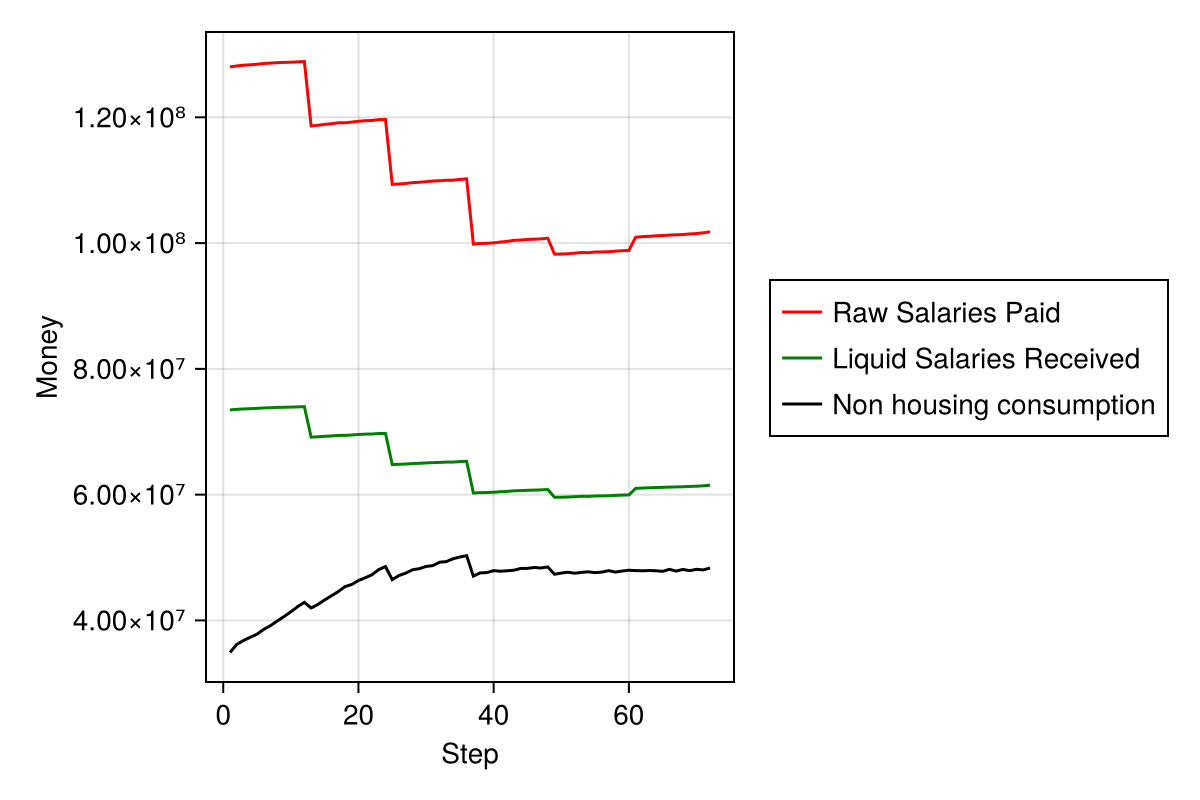 1.20×10⁸
1.00×10⁸
8.00×10⁷
6.00×10⁷
4.00×10⁷
Money
0 20 40 60
Step
Raw Salaries Paid
Liquid Salaries Received
Non housing consumption